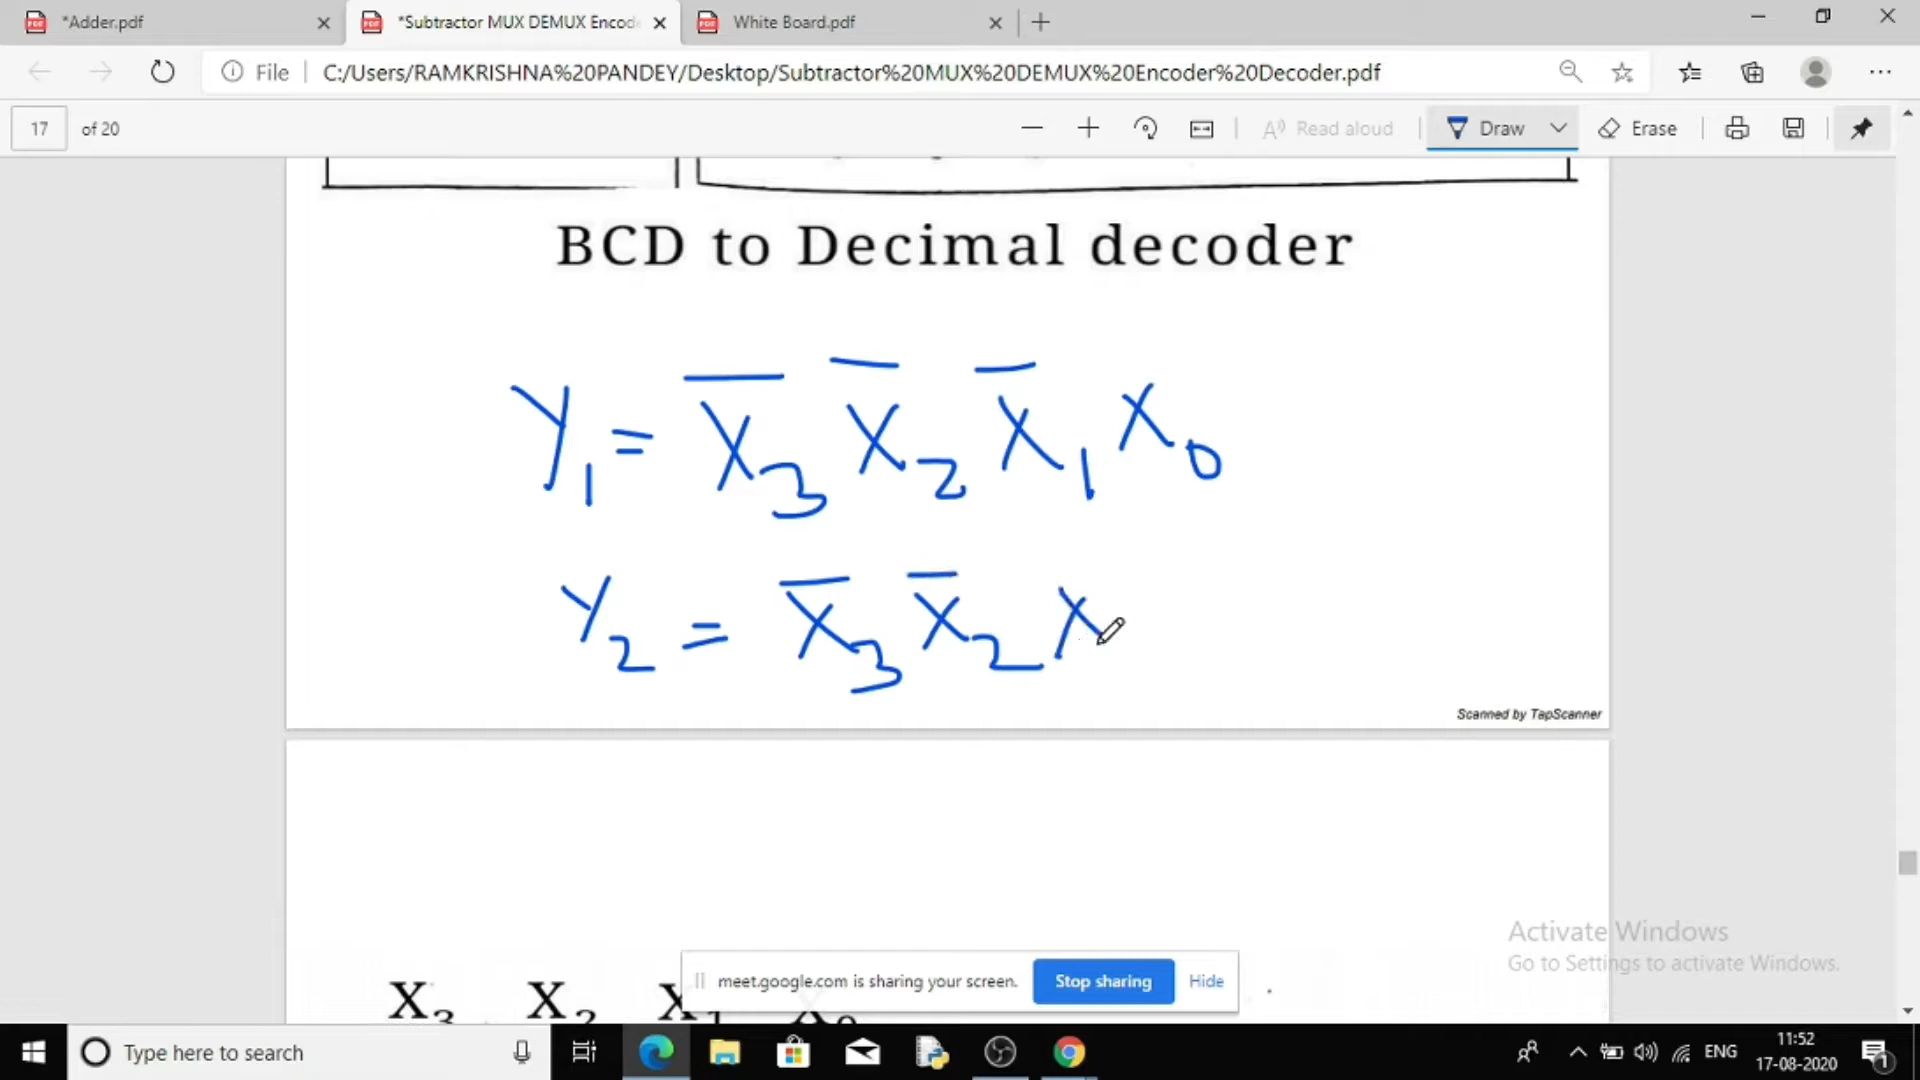 *Adder.pdf
*Subtractor MUX DEMUX Encod
White Board.pdf
File C:/Users/RAMKRISHNA%20PANDEY/Desktop/Subtractor%20MUX%20DEMUX%20Encoder%20Decoder.pdf
17 of 20 Read aloud Draw Erase
BCD to Decimal decoder
Y₁ = X̅₃ X̅₂ X̅₁ X₀
Y₂ = X̅₃ X̅₂ X
Scanned by TapScanner
Activate Windows
Go to Settings to activate Windows.
X₃ X₂ X₁ X₀
meet.google.com is sharing your screen. Stop sharing Hide
Type here to search
ENG
11:52
17-08-2020
1